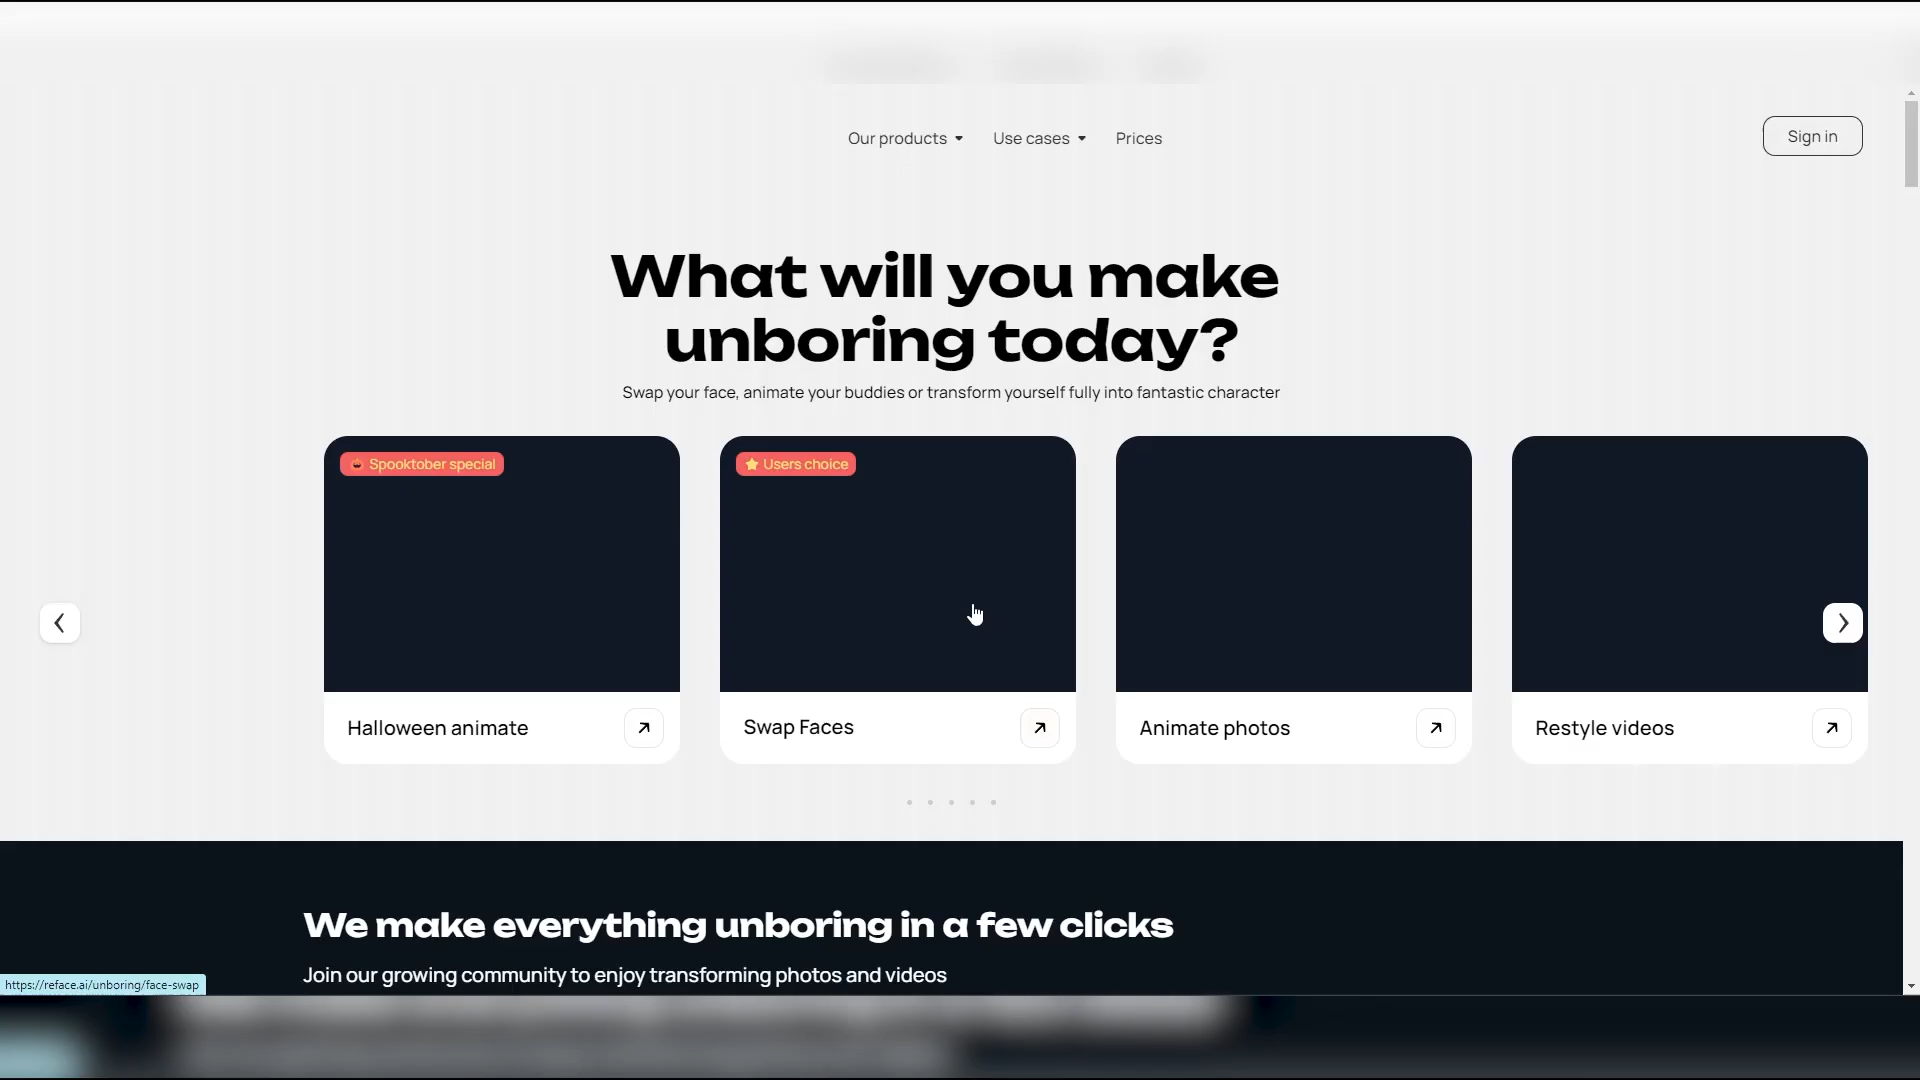 Our products
Use cases
Prices
Sign in
What will you make
unboring today?
Swap your face, animate your buddies or transform yourself fully into fantastic character
Spooktober special
Users choice
Halloween animate
Swap Faces
Animate photos
Restyle videos
We make everything unboring in a few clicks
Join our growing community to enjoy transforming photos and videos
https://reface.ai/unboring/face-swap